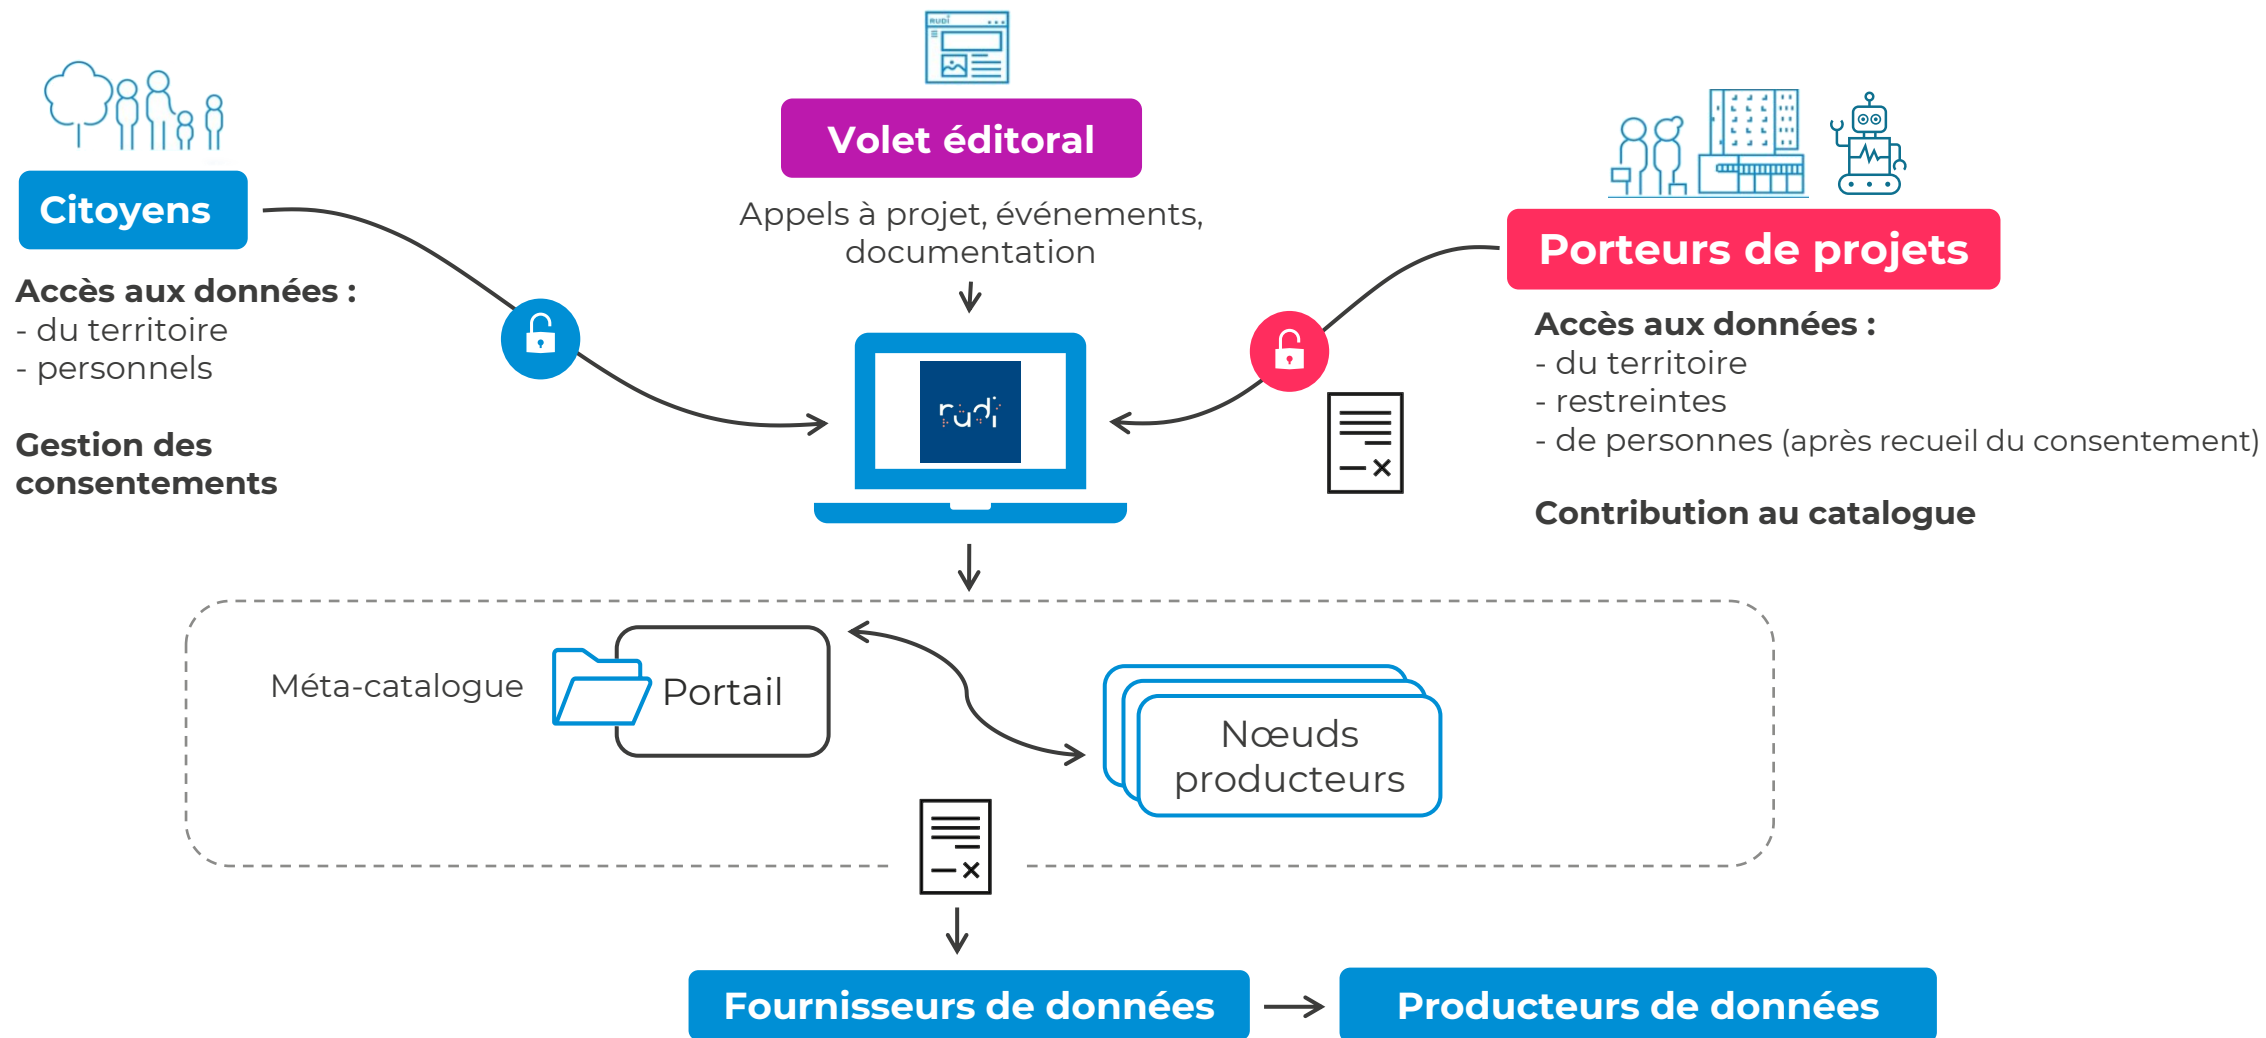 RUDI
Volet éditoral
Appels à projet, événements,
documentation
Citoyens
Accès aux données :
- du territoire
- personnels
Gestion des
consentements
Porteurs de projets
Accès aux données :
- du territoire
- restreintes
- de personnes (après recueil du consentement)
Contribution au catalogue
rudi
Méta-catalogue
Portail
Nœuds
producteurs
Fournisseurs de données
Producteurs de données